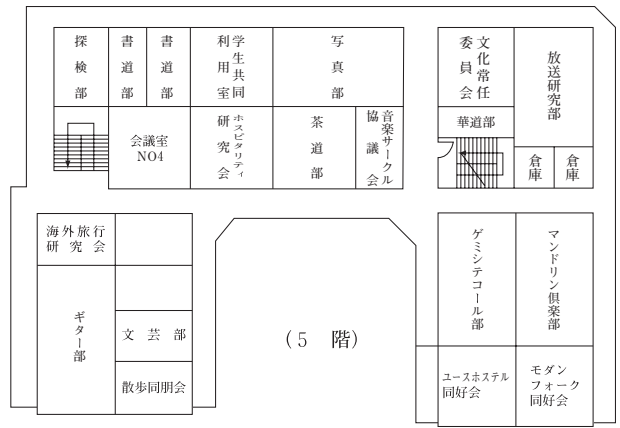 探検部
書道部
書道部
学生共同
利用室
写真部
文化常任
委員会
放送研究部
会議室
NO4
ホスピタリティ
研究会
茶道部
音楽サークル
協議会
華道部
倉庫
倉庫
海外旅行
研究会
ギター部
文芸部
散歩同朋会
（5 階）
ゲミシテコール部
マンドリン倶楽部
ユースホステル
同好会
モダン
フォーク
同好会